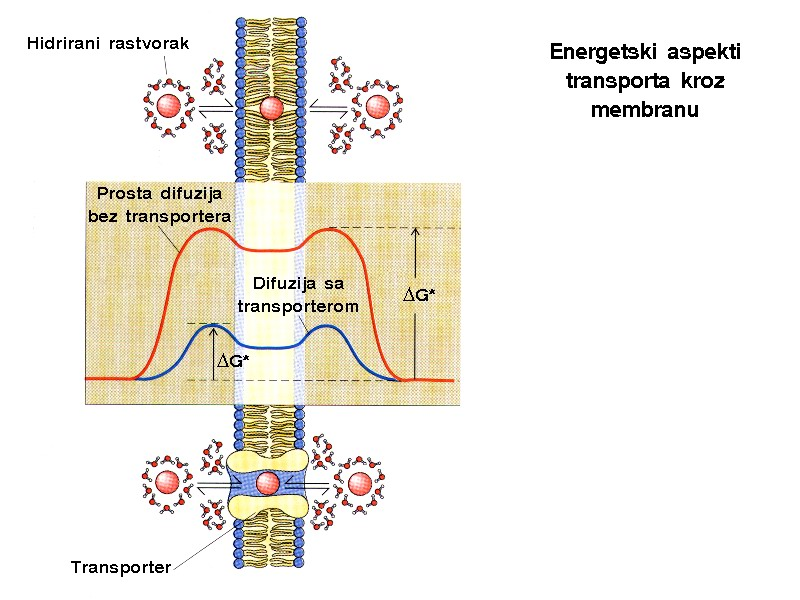 Hidrirani rastvorak
Energetski aspekti
transporta kroz
membranu
Prosta difuzija
bez transportera
Difuzija sa
transporterom
ΔG*
ΔG*
Transporter